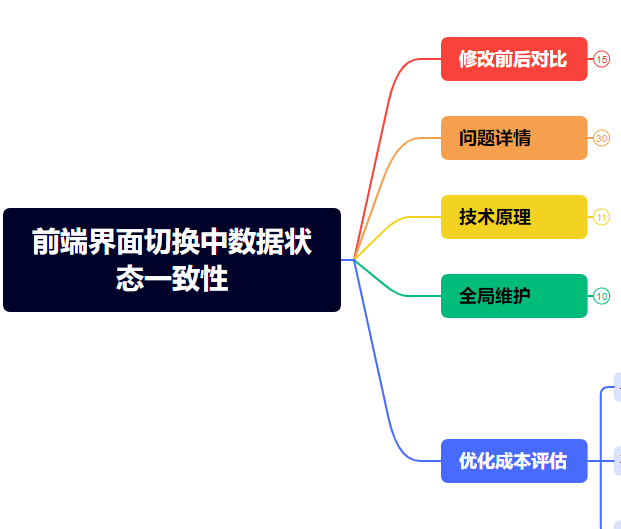 修改前后对比
15
问题详情
30
技术原理
11
前端界面切换中数据状
态一致性
全局维护
10
优化成本评估